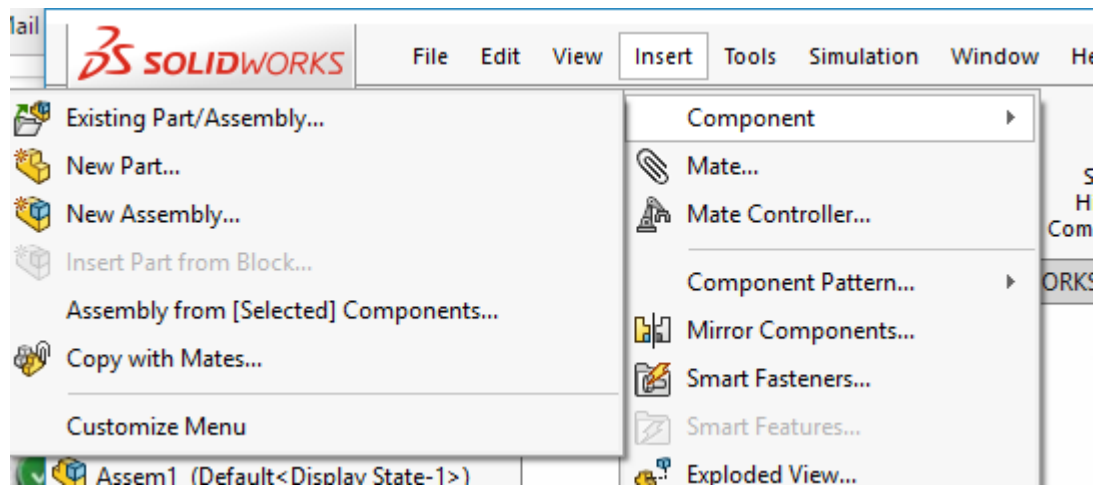 SOLIDWORKS File Edit View Insert Tools Simulation Window
Existing Part/Assembly...
New Part...
New Assembly...
Insert Part from Block...
Assembly from [Selected] Components...
Copy with Mates...
Customize Menu
Component
Mate...
Mate Controller...
Component Pattern...
Mirror Components...
Smart Fasteners...
Smart Features...
Exploded View...
Assem1 (Default<Display State-1>)